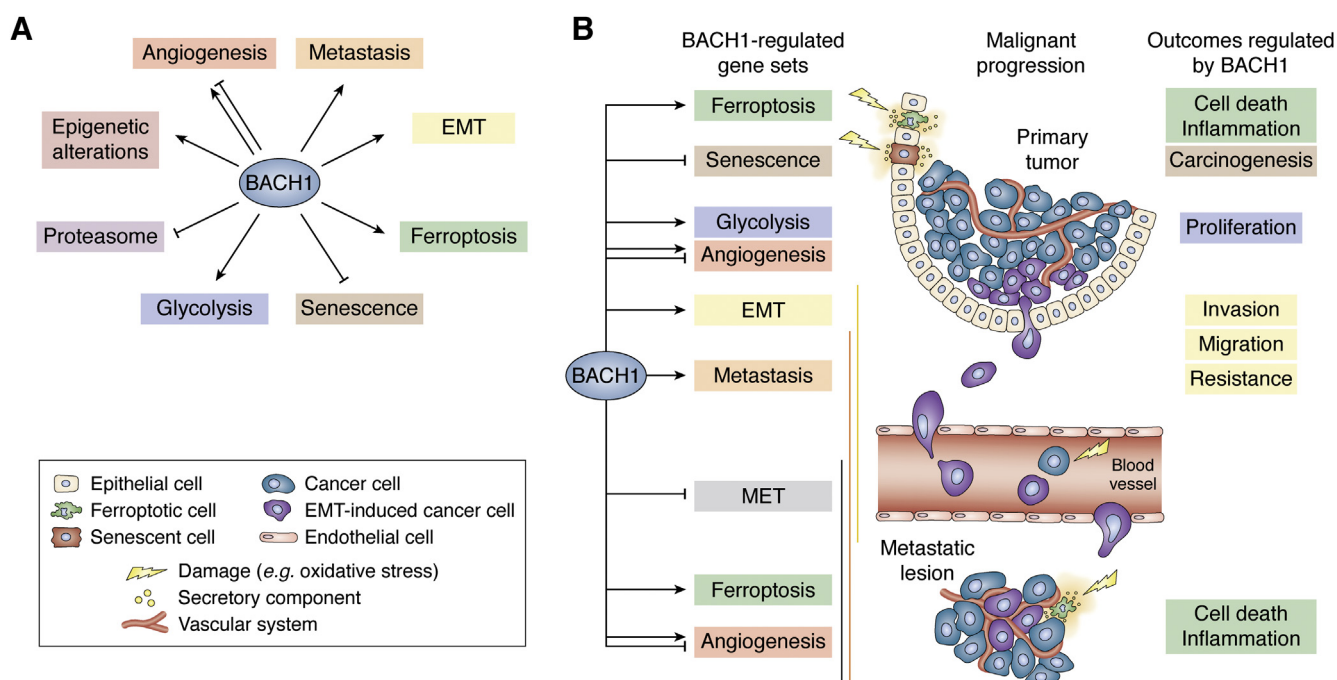 A
Angiogenesis
Metastasis
Epigenetic
alterations
EMT
BACH1
Proteasome
Ferroptosis
Glycolysis
Senescence
Epithelial cell
Cancer cell
Ferroptotic cell
EMT-induced cancer cell
Senescent cell
Endothelial cell
Damage (e.g. oxidative stress)
Secretory component
Vascular system
B
BACH1-regulated
gene sets
Malignant
progression
Outcomes regulated
by BACH1
Ferroptosis
Cell death
Inflammation
Senescence
Primary
tumor
Carcinogenesis
Glycolysis
Proliferation
Angiogenesis
EMT
Invasion
Migration
BACH1
Metastasis
Resistance
Blood
vessel
MET
Metastatic
lesion
Ferroptosis
Cell death
Inflammation
Angiogenesis